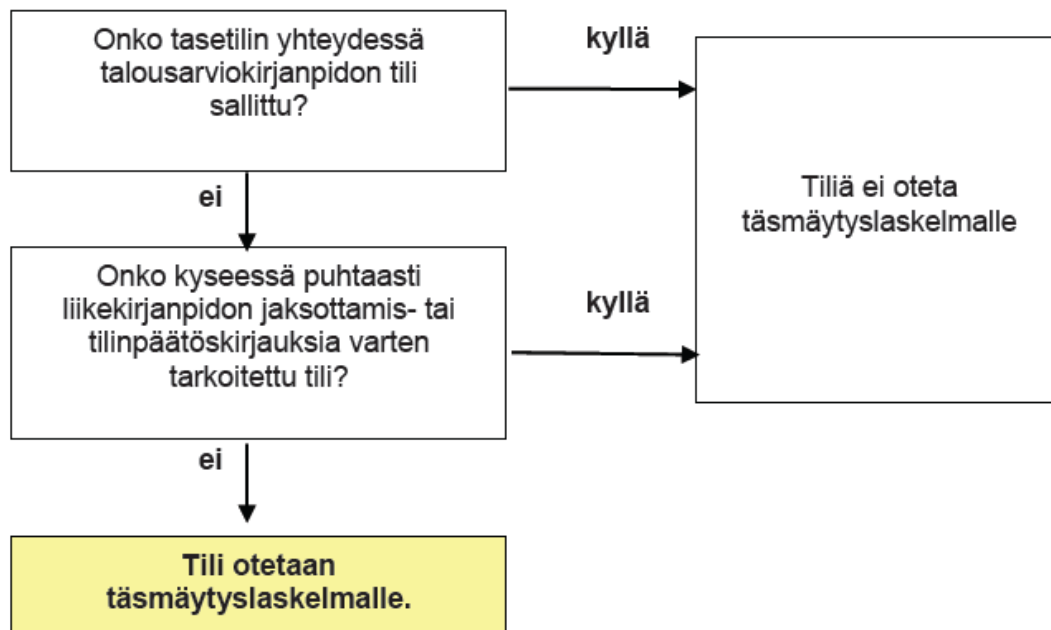 Onko tasetilin yhteydessä
talousarviokirjanpidon tili
sallittu?
kyllä
Tiliä ei oteta
täsmäytyslaskelmalle
ei
Onko kyseessä puhtaasti
liikekirjanpidon jaksottamis- tai
tilinpäätöskirjauksia varten
tarkoitettu tili?
kyllä
ei
Tili otetaan
täsmäytyslaskelmalle.